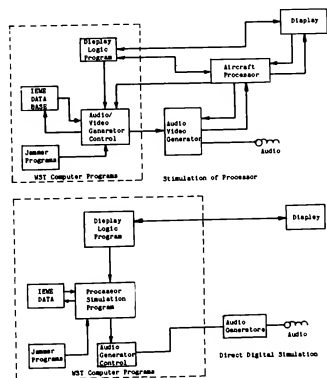 Display
Display
Logic
Program
Aircraft
Processor
IEWE
DATA
BASE
Audio/
Video
Generator
Control
Audio
Video
Generator
Audio
Jammer
Programs
WST Computer Programs
Stimulation of Processor
Display
Logic
Program
Display
IEWE
DATA
Processor
Simulation
Program
Audio
Generators
Audio
Jammer
Programs
Audio
Generator
Control
Direct Digital Simulation
WST Computer Programs